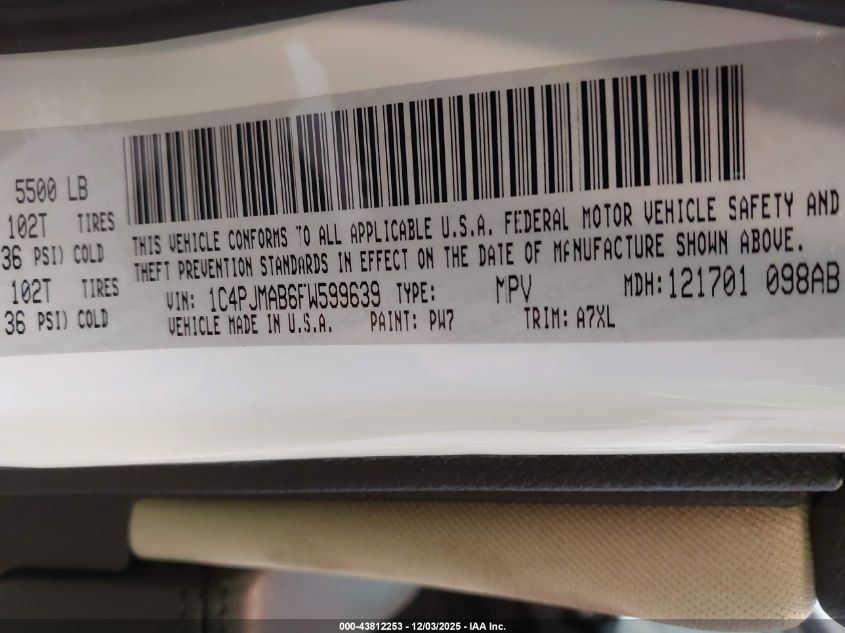 5500 LB
102T TIRES
36 PSI) COLD
102T TIRES
36 PSI) COLD
THIS VEHICLE CONFORMS TO ALL APPLICABLE U.S.A. FEDERAL MOTOR VEHICLE SAFETY AND
THEFT PREVENTION STANDARDS IN EFFECT ON THE DATE OF MANUFACTURE SHOWN ABOVE.
VIN: 1C4PJMAB6FW599639 TYPE: MPV MDH: 121701 098AB
VEHICLE MADE IN U.S.A. PAINT: PW7 TRIM: A7XL
000-43812253 - 12/03/2025 - IAA Inc.